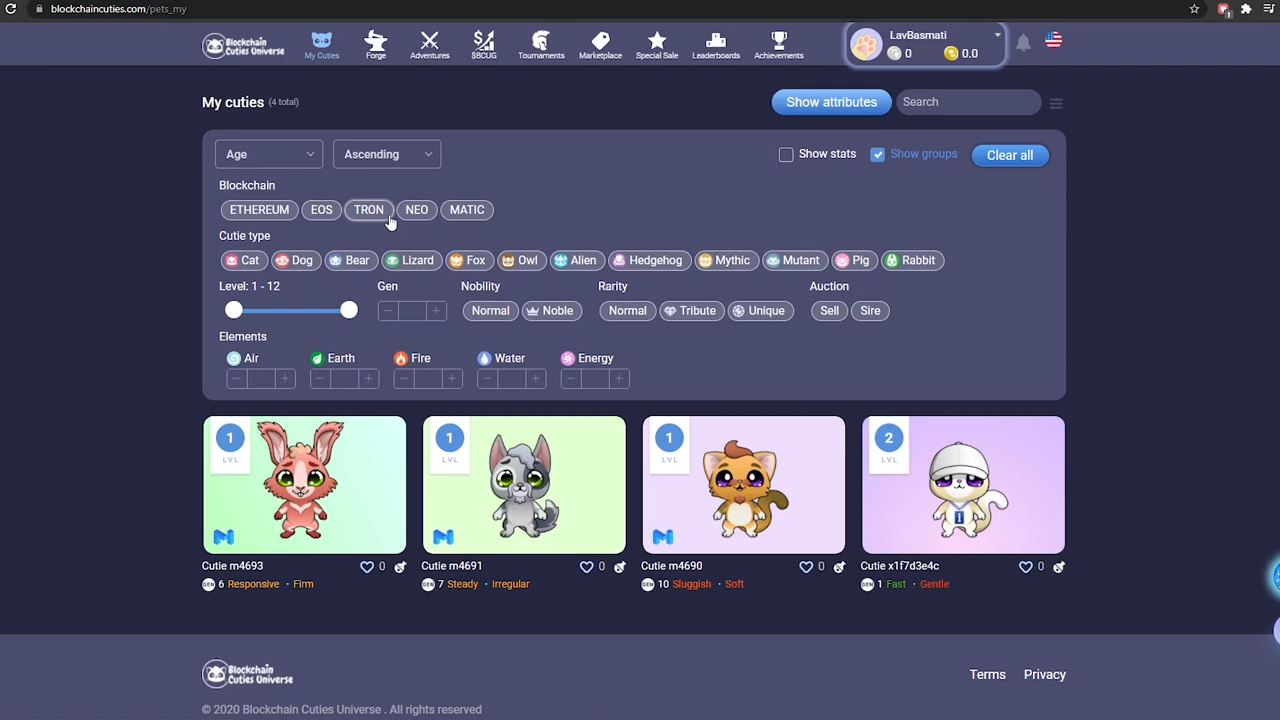 blockchaincuties.com/pets_my
1
Blockchain
Cuties Universe
My Cuties
Forge
Adventures
$BCUG
Tournaments
Marketplace
Special Sale
Leaderboards
Achievements
LavBasmati
0 0.0
My cuties (4 total)
Show attributes
Search
Age
Ascending
Show stats
Show groups
Clear all
Blockchain
ETHEREUM EOS TRON NEO MATIC
Cutie type
Cat Dog Bear Lizard Fox Owl Alien Hedgehog Mythic Mutant Pig Rabbit
Level: 1 - 12 Gen Nobility Rarity Auction
Normal Noble Normal Tribute Unique Sell Sire
Elements
Air Earth Fire Water Energy
1 LVL
1 LVL
1 LVL
2 LVL
I
Cutie m4693 0
GEN 6 Responsive · Firm
Cutie m4691 0
GEN 7 Steady · Irregular
Cutie m4690 0
GEN 10 Sluggish · Soft
Cutie x1f7d3e4c 0
GEN 1 Fast · Gentle
Blockchain
Cuties Universe
Terms Privacy
© 2020 Blockchain Cuties Universe . All rights reserved